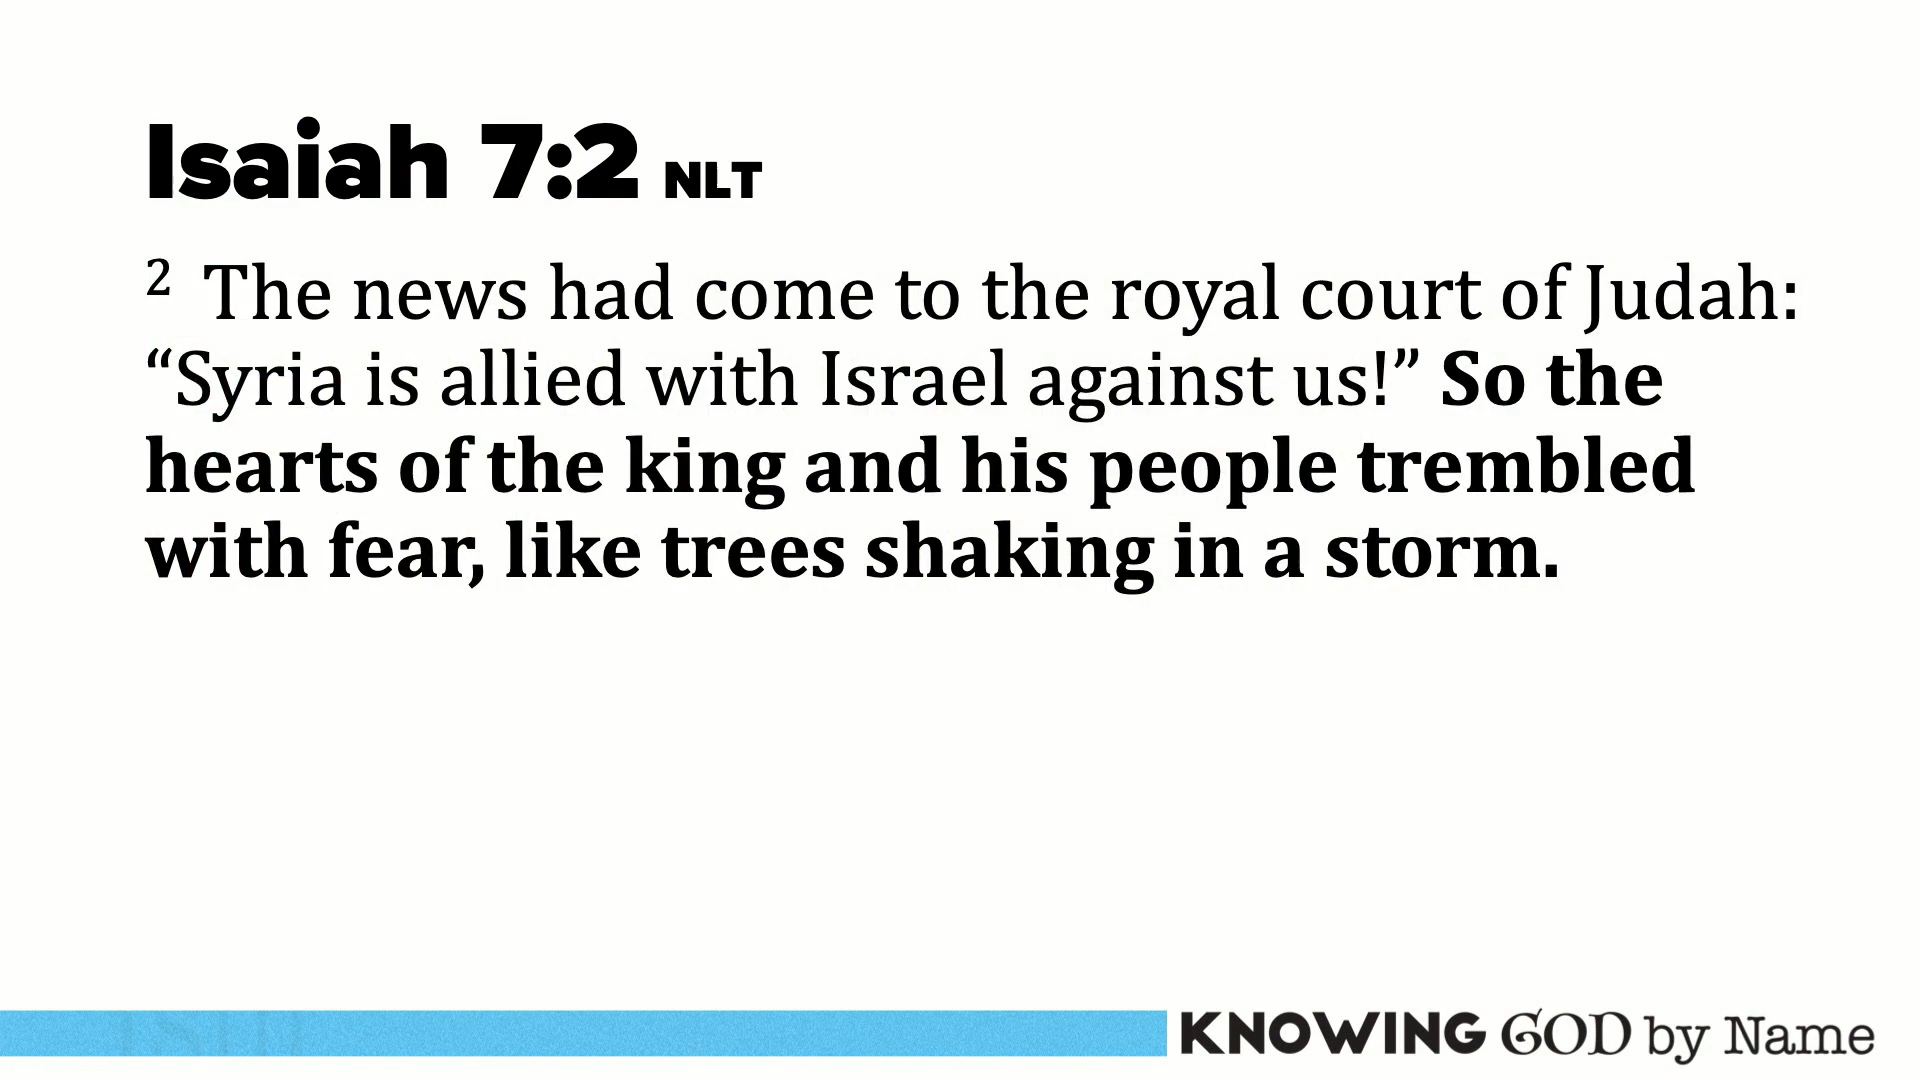 Isaiah 7:2 NLT
2 The news had come to the royal court of Judah:
“Syria is allied with Israel against us!” So the
hearts of the king and his people trembled
with fear, like trees shaking in a storm.
KNOWING GOD by Name